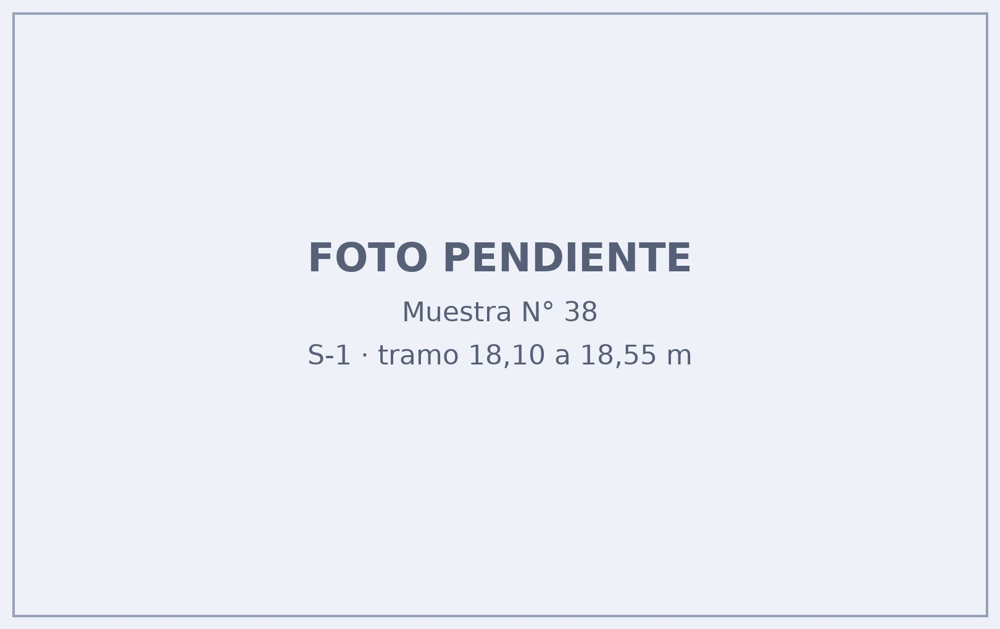 FOTO PENDIENTE
Muestra N° 38
S-1 · tramo 18,10 a 18,55 m